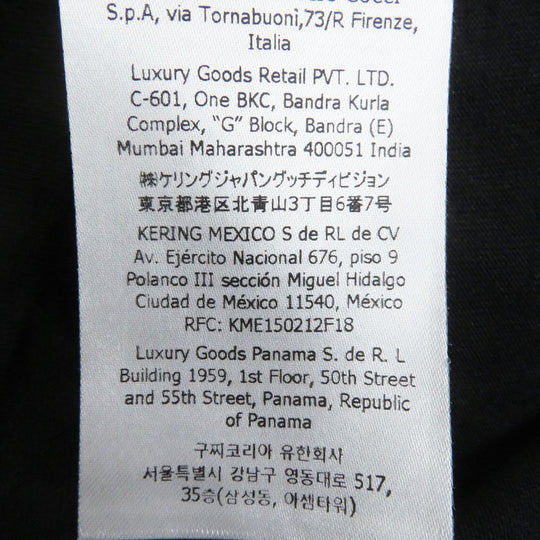 Gucci
S.p.A, via Tornabuoni,73/R Firenze,
Italia
Luxury Goods Retail PVT. LTD.
C-601, One BKC, Bandra Kurla
Complex, “G” Block, Bandra (E)
Mumbai Maharashtra 400051 India
㈱ケリングジャパングッチディビジョン
東京都港区北青山3丁目6番7号
KERING MEXICO S de RL de CV
Av. Ejército Nacional 676, piso 9
Polanco III sección Miguel Hidalgo
Ciudad de México 11540, México
RFC: KME150212F18
Luxury Goods Panama S. de R. L
Building 1959, 1st Floor, 50th Street
and 55th Street, Panama, Republic
of Panama
구찌코리아 유한회사
서울특별시 강남구 영동대로 517,
35층(삼성동, 아셈타워)